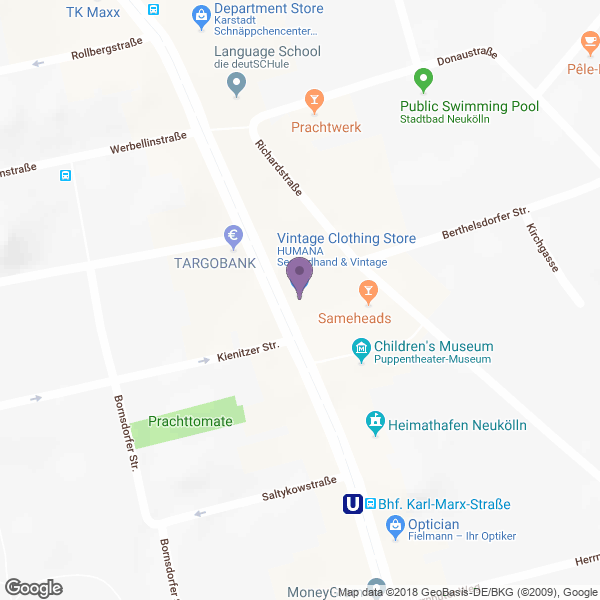 TK Maxx
Department Store
Karstadt
Schnäppchencenter...
Rollbergstraße
Language School
die deutSCHule
Donaustraße
Pêle-
Public Swimming Pool
Stadtbad Neukölln
Prachtwerk
Werbellinstraße
nstraße
Richardstraße
Berthelsdorfer Str.
Kirchgasse
Vintage Clothing Store
HUMANA
Secondhand & Vintage
€
TARGOBANK
Sameheads
Kienitzer Str.
Children's Museum
Puppentheater-Museum
Bornsdorfer Str.
Prachttomate
Heimathafen Neukölln
Saltykowstraße
U
Bhf. Karl-Marx-Straße
Optician
Fielmann – Ihr Optiker
Bornsdorfer Str.
Herrn
MoneyGram
Google
Map data ©2018 GeoBasis-DE/BKG (©2009), Google